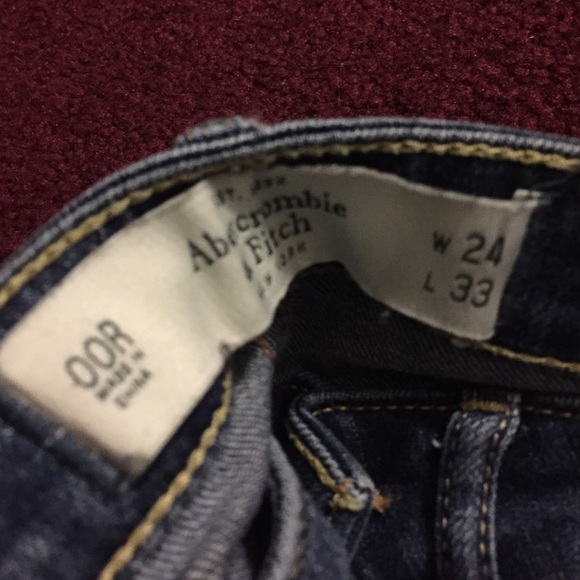 Abercrombie
& Fitch
W 24
L 33
00R
MADE IN
CHINA